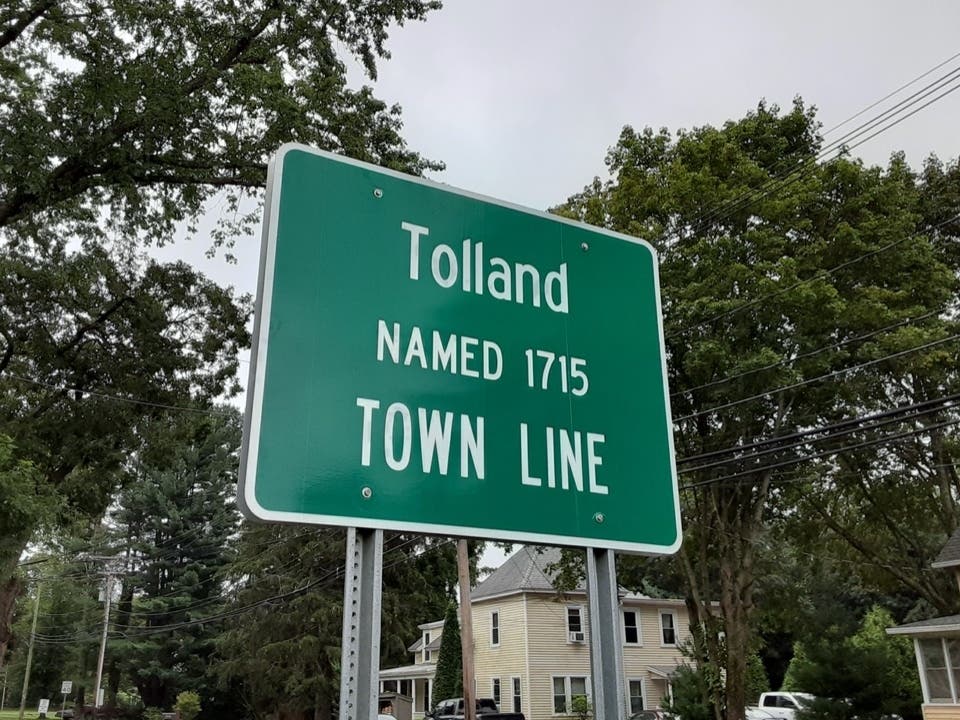 Tolland
NAMED 1715
TOWN LINE